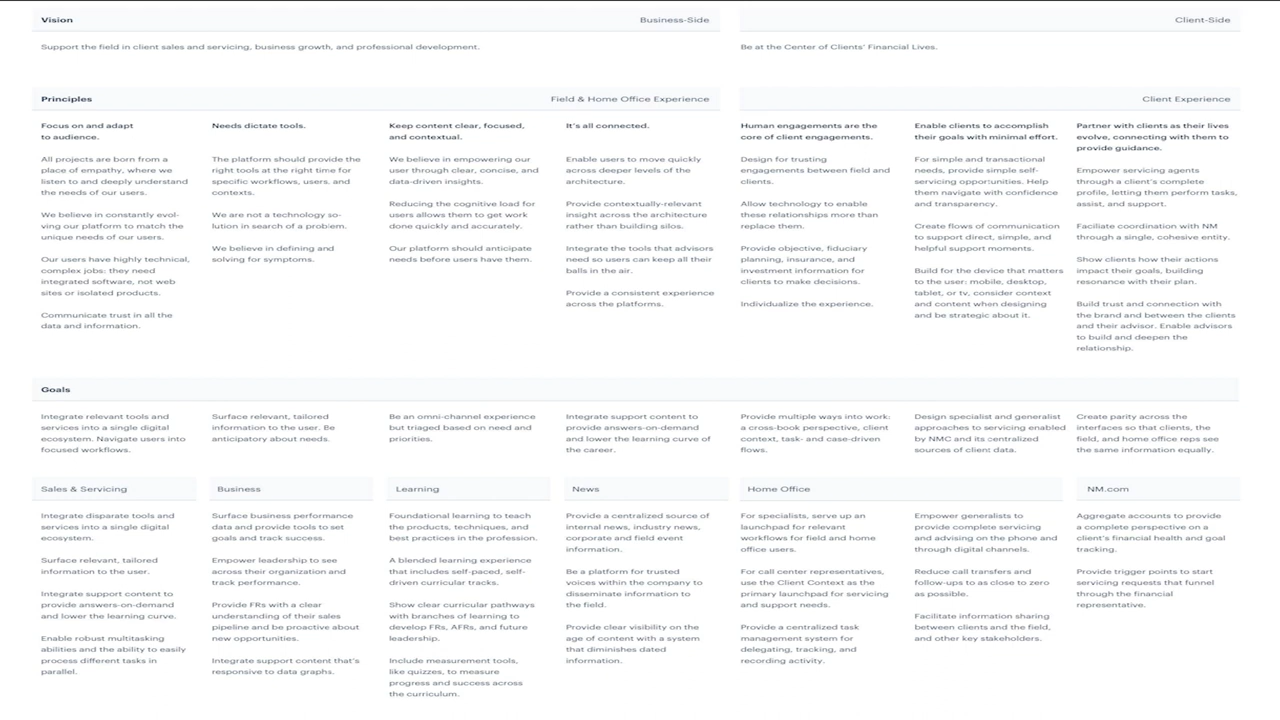 Vision
Business-Side
Client-Side
Support the field in client sales and servicing, business growth, and professional development.
Be at the Center of Clients' Financial Lives.
Principles
Field & Home Office Experience
Client Experience
Focus on and adapt
to audience.
All projects are born from a
place of empathy, where we
listen to and deeply understand
the needs of our users.
We believe in constantly evol-
ving our platform to match the
unique needs of our users.
Our users have highly technical,
complex jobs: they need
integrated software, not web
sites or isolated products.
Communicate trust in all the
data and information.
Needs dictate tools.
The platform should provide the
right tools at the right time for
specific workflows, users, and
contexts.
We are not a technology so-
lution in search of a problem.
We believe in defining and
solving for symptoms.
Keep content clear, focused,
and contextual.
We believe in empowering our
user through clear, concise, and
data-driven insights.
Reducing the cognitive load for
users allows them to get work
done quickly and accurately.
Our platform should anticipate
needs before users have them.
It's all connected.
Enable users to move quickly
across deeper levels of the
architecture.
Provide contextually-relevant
insight across the architecture
rather than building silos.
Integrate the tools that advisors
need so users can keep all their
balls in the air.
Provide a consistent experience
across the platforms.
Human engagements are the
core of client engagements.
Design for trusting
engagements between field and
clients.
Allow technology to enable
these relationships more than
replace them.
Provide objective, fiduciary
planning, insurance, and
investment information for
clients to make decisions.
Individualize the experience.
Enable clients to accomplish
their goals with minimal effort.
For simple and transactional
needs, provide simple self-
servicing opportunities. Help
them navigate with confidence
and transparency.
Create flows of communication
to support direct, simple, and
helpful support moments.
Build for the device that matters
to the user: mobile, desktop,
tablet, or tv, consider context
and content when designing
and be strategic about it.
Partner with clients as their lives
evolve, connecting with them to
provide guidance.
Empower servicing agents
through a client's complete
profile, letting them perform tasks,
assist, and support.
Faciliate coordination with NM
through a single, cohesive entity.
Show clients how their actions
impact their goals, building
resonance with their plan.
Build trust and connection with
the brand and between the clients
and their advisor. Enable advisors
to build and deepen the
relationship.
Goals
Integrate relevant tools and
services into a single digital
ecosystem. Navigate users into
focused workflows.
Surface relevant, tailored
information to the user. Be
anticipatory about needs.
Be an omni-channel experience
but triaged based on need and
priorities.
Integrate support content to
provide answers-on-demand
and lower the learning curve of
the career.
Provide multiple ways into work:
a cross-book perspective, client
context, task- and case-driven
flows.
Design specialist and generalist
approaches to servicing enabled
by NMC and its centralized
sources of client data.
Create parity across the
interfaces so that clients, the
field, and home office reps see
the same information equally.
Sales & Servicing
Integrate disparate tools and
services into a single digital
ecosystem.
Surface relevant, tailored
information to the user.
Integrate support content to
provide answers-on-demand
and lower the learning curve.
Enable robust multitasking
abilities and the ability to easily
process different tasks in
parallel.
Business
Surface business performance
data and provide tools to set
goals and track success.
Empower leadership to see
across their organization and
track performance.
Provide FRs with a clear
understanding of their sales
pipeline and be proactive about
new opportunities.
Integrate support content that's
responsive to data graphs.
Learning
Foundational learning to teach
the products, techniques, and
best practices in the profession.
A blended learning experience
that includes self-paced, self-
driven curricular tracks.
Show clear curricular pathways
with branches of learning to
develop FRs, AFRs, and future
leadership.
Include measurement tools,
like quizzes, to measure
progress and success across
the curriculum.
News
Provide a centralized source of
internal news, industry news,
corporate and field event
information.
Be a platform for trusted
voices within the company to
disseminate information to
the field.
Provide clear visibility on the
age of content with a system
that diminishes dated
information.
Home Office
For specialists, serve up an
launchpad for relevant
workflows for field and home
office users.
For call center representatives,
use the Client Context as the
primary launchpad for servicing
and support needs.
Provide a centralized task
management system for
delegating, tracking, and
recording activity.
Empower generalists to
provide complete servicing
and advising on the phone and
through digital channels.
Reduce call transfers and
follow-ups to as close to zero
as possible.
Facilitate information sharing
between clients and the field,
and other key stakeholders.
NM.com
Aggregate accounts to provide
a complete perspective on a
client's financial health and goal
tracking.
Provide trigger points to start
servicing requests that funnel
through the financial
representative.